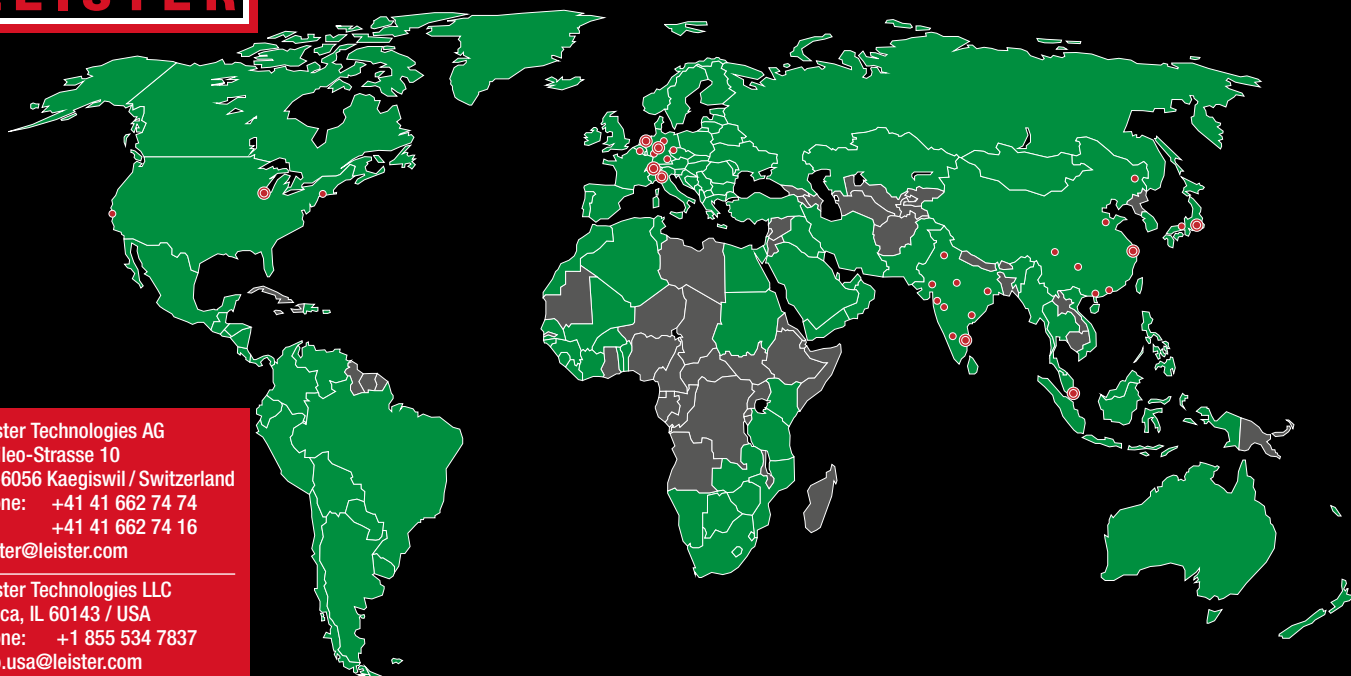 LEISTER
ster Technologies AG
leo-Strasse 10
6056 Kaegiswil / Switzerland
ne: +41 41 662 74 74
+41 41 662 74 16
ter@leister.com
ster Technologies LLC
ca, IL 60143 / USA
ne: +1 855 534 7837
.usa@leister.com